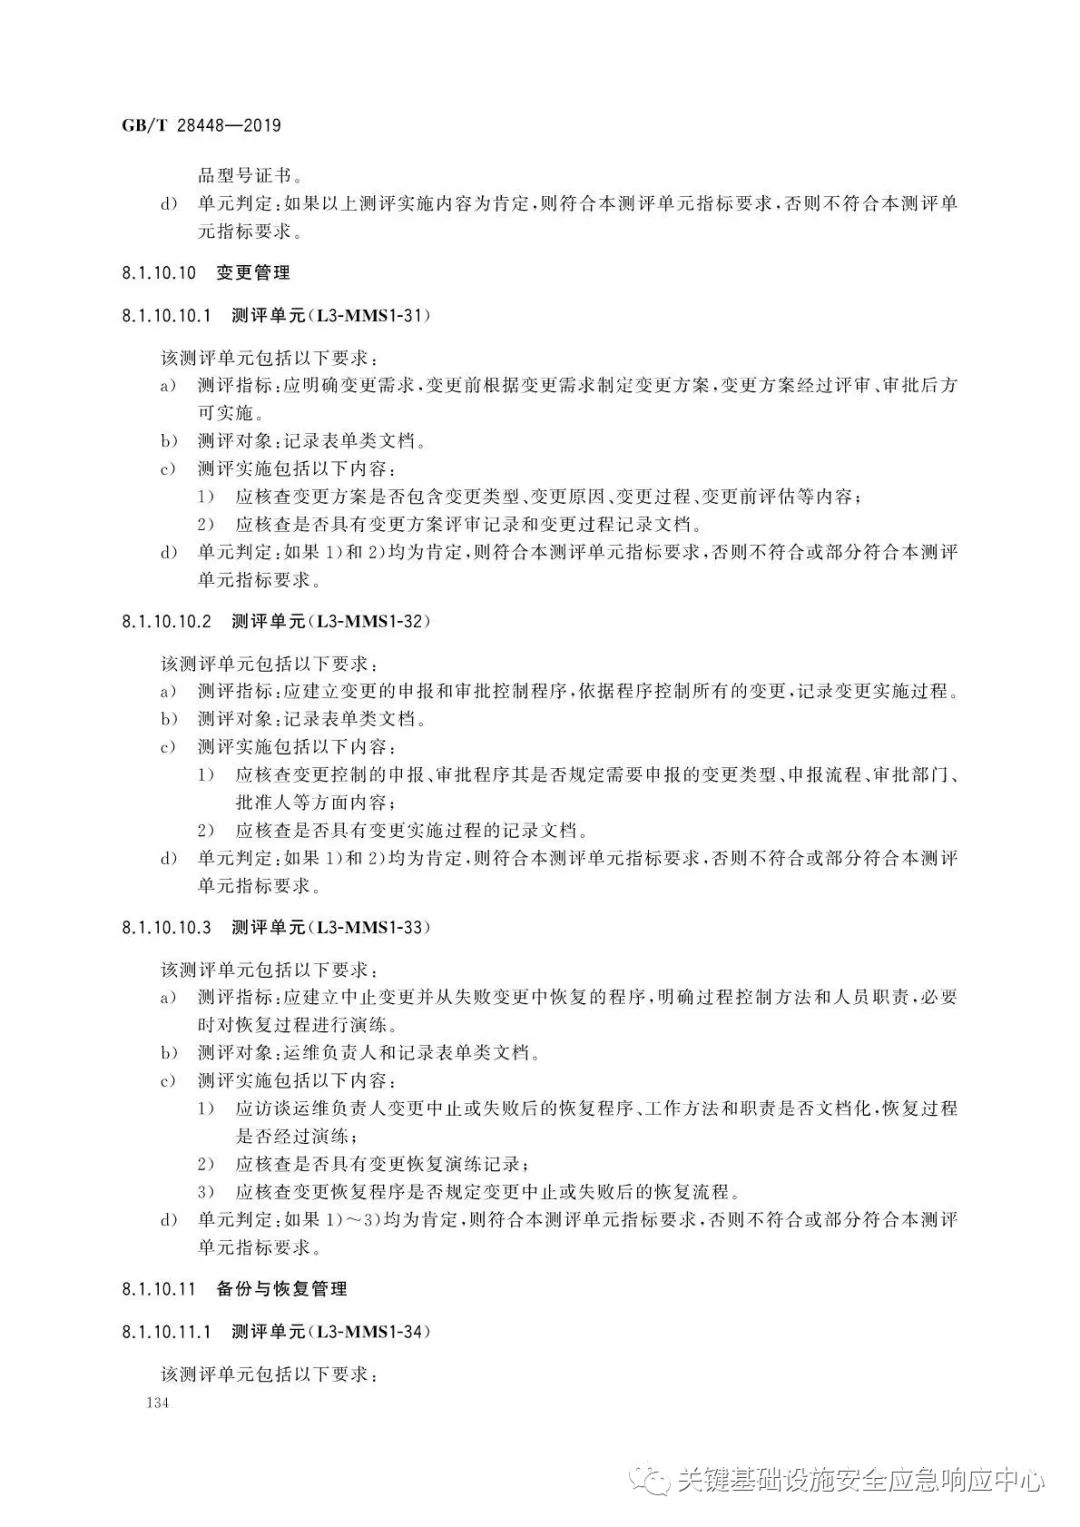 GB/T 28448—2019
品型号证书。
d) 单元判定:如果以上测评实施内容为肯定,则符合本测评单元指标要求,否则不符合本测评单
元指标要求。
8.1.10.10 变更管理
8.1.10.10.1 测评单元(L3-MMS1-31)
该测评单元包括以下要求:
a) 测评指标:应明确变更需求,变更前根据变更需求制定变更方案,变更方案经过评审、审批后方
可实施。
b) 测评对象:记录表单类文档。
c) 测评实施包括以下内容:
1) 应核查变更方案是否包含变更类型、变更原因、变更过程、变更前评估等内容;
2) 应核查是否具有变更方案评审记录和变更过程记录文档。
d) 单元判定:如果 1)和 2)均为肯定,则符合本测评单元指标要求,否则不符合或部分符合本测评
单元指标要求。
8.1.10.10.2 测评单元(L3-MMS1-32)
该测评单元包括以下要求:
a) 测评指标:应建立变更的申报和审批控制程序,依据程序控制所有的变更,记录变更实施过程。
b) 测评对象:记录表单类文档。
c) 测评实施包括以下内容:
1) 应核查变更控制的申报、审批程序其是否规定需要申报的变更类型、申报流程、审批部门、
批准人等方面内容;
2) 应核查是否具有变更实施过程的记录文档。
d) 单元判定:如果 1)和 2)均为肯定,则符合本测评单元指标要求,否则不符合或部分符合本测评
单元指标要求。
8.1.10.10.3 测评单元(L3-MMS1-33)
该测评单元包括以下要求:
a) 测评指标:应建立中止变更并从失败变更中恢复的程序,明确过程控制方法和人员职责,必要
时对恢复过程进行演练。
b) 测评对象:运维负责人和记录表单类文档。
c) 测评实施包括以下内容:
1) 应访谈运维负责人变更中止或失败后的恢复程序、工作方法和职责是否文档化,恢复过程
是否经过演练;
2) 应核查是否具有变更恢复演练记录;
3) 应核查变更恢复程序是否规定变更中止或失败后的恢复流程。
d) 单元判定:如果 1)～3)均为肯定,则符合本测评单元指标要求,否则不符合或部分符合本测评
单元指标要求。
8.1.10.11 备份与恢复管理
8.1.10.11.1 测评单元(L3-MMS1-34)
该测评单元包括以下要求:
134
关键基础设施安全应急响应中心